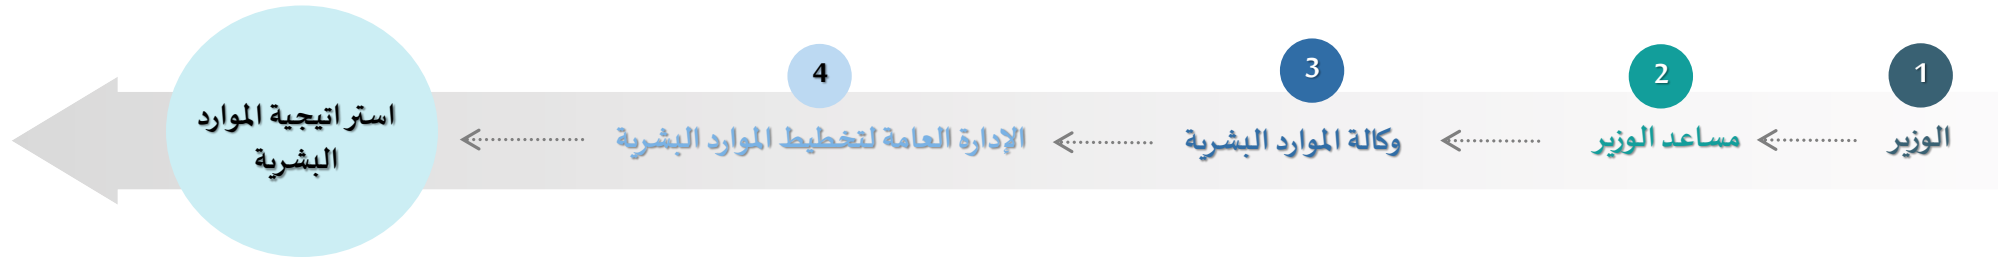 1
الوزير
2
مساعد الوزير
3
وكالة الموارد البشرية
4
الإدارة العامة لتخطيط الموارد البشرية
استراتيجية الموارد
البشرية